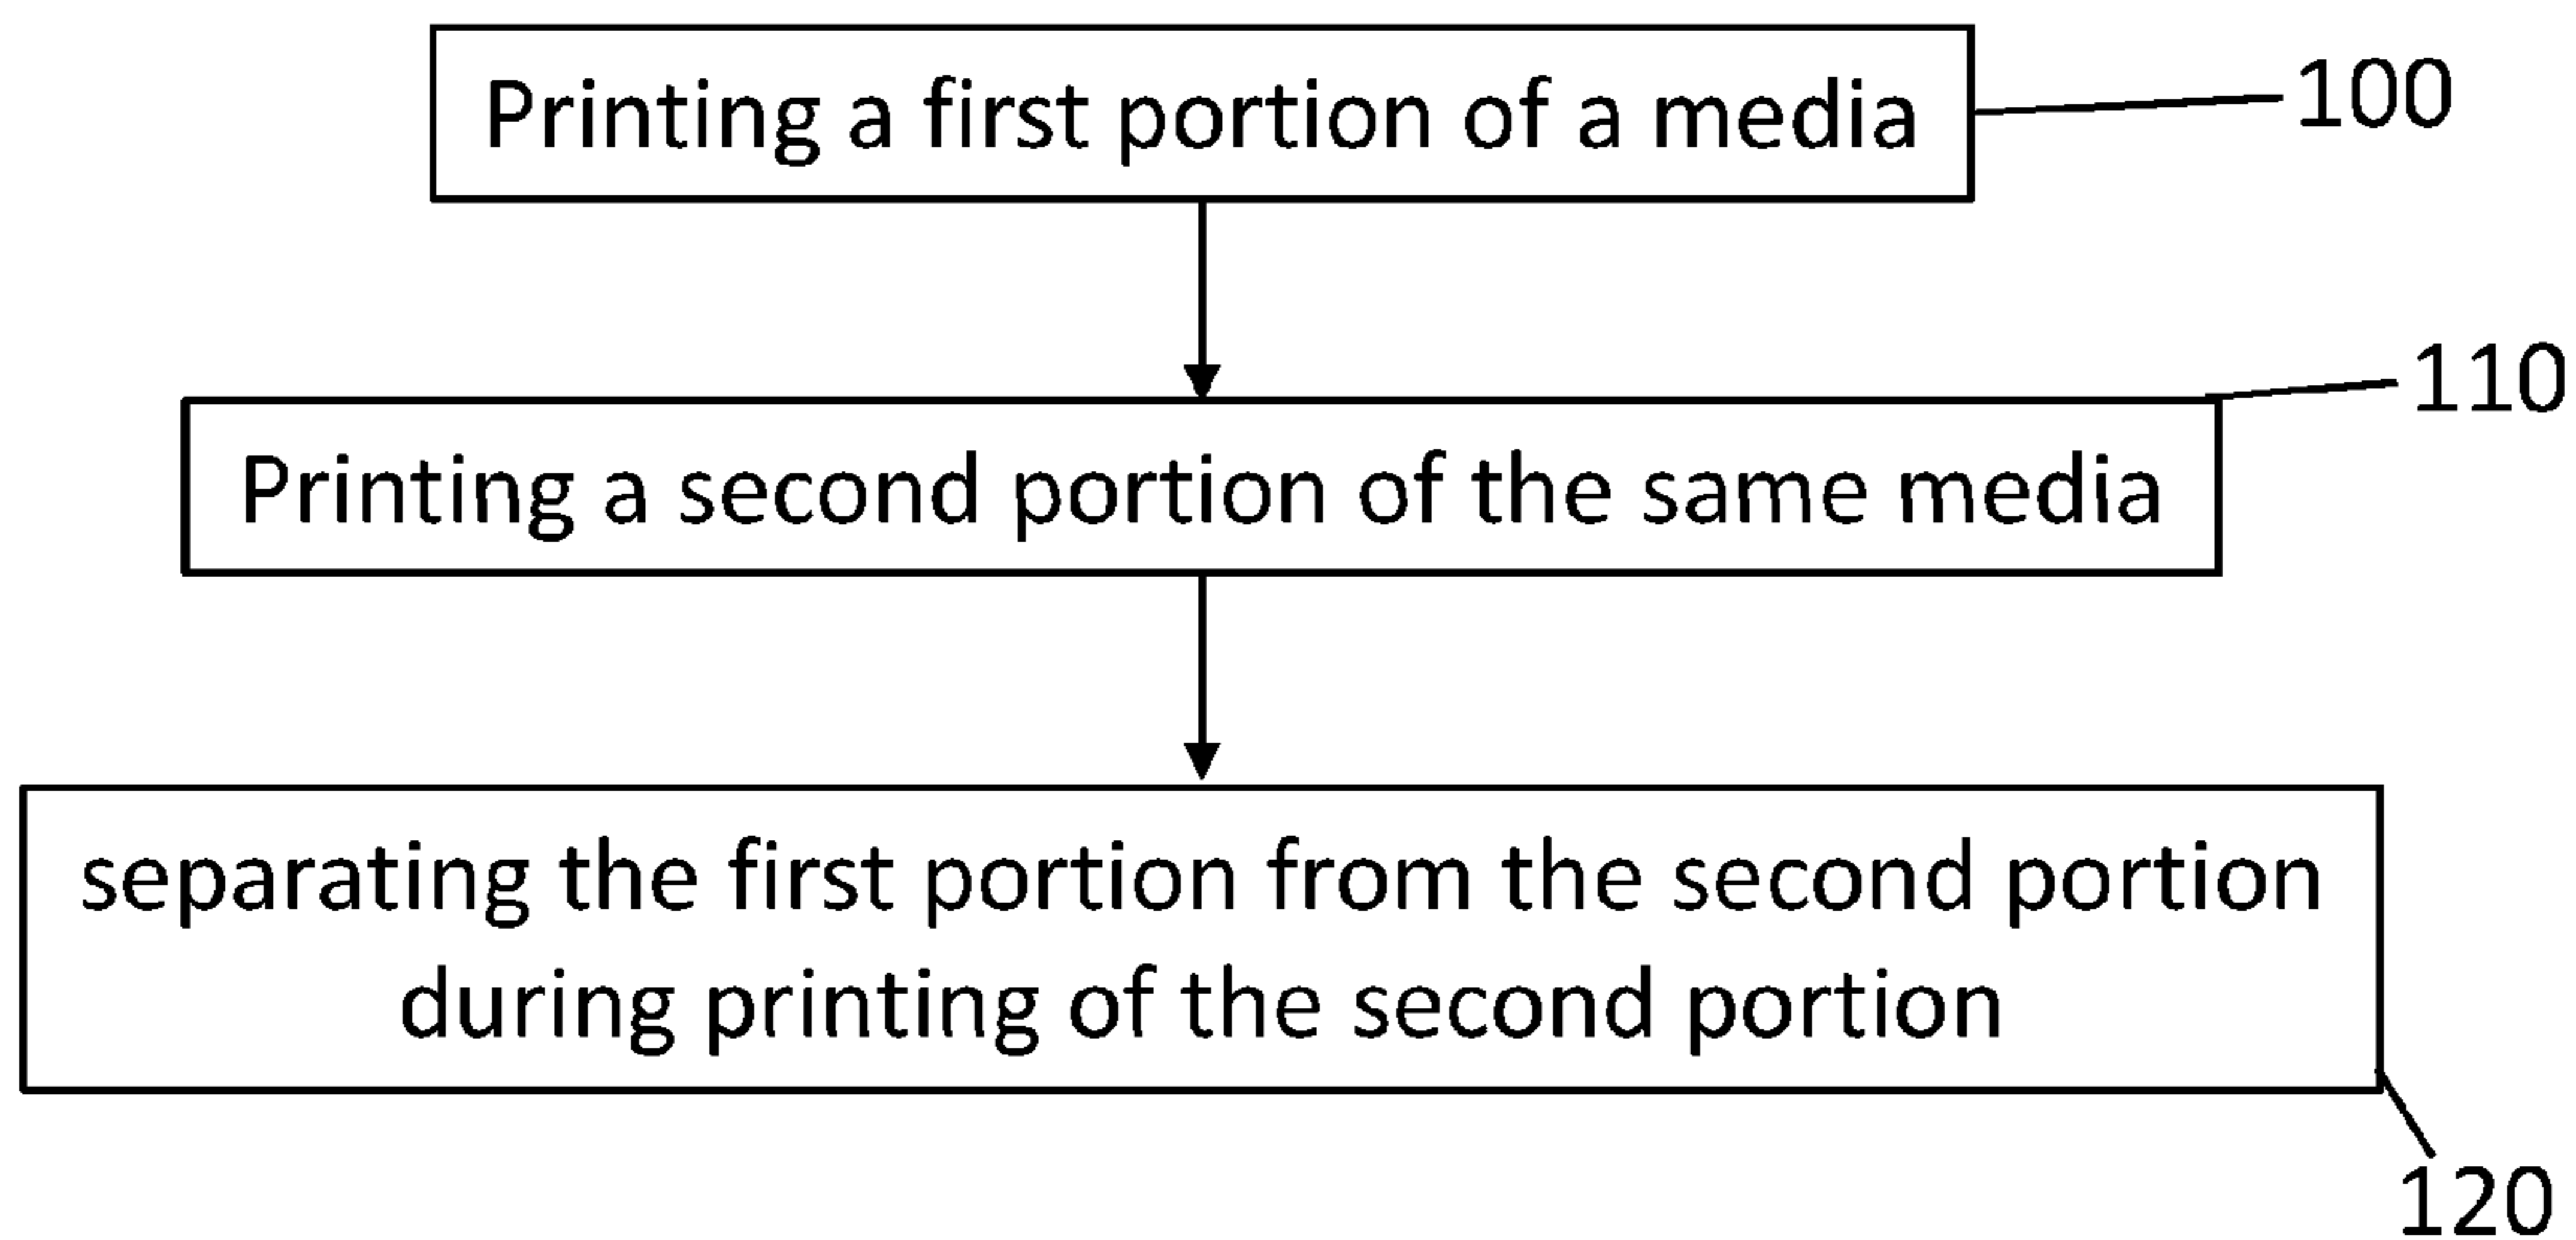 Printing a first portion of a media
100
Printing a second portion of the same media
110
separating the first portion from the second portion
during printing of the second portion
120